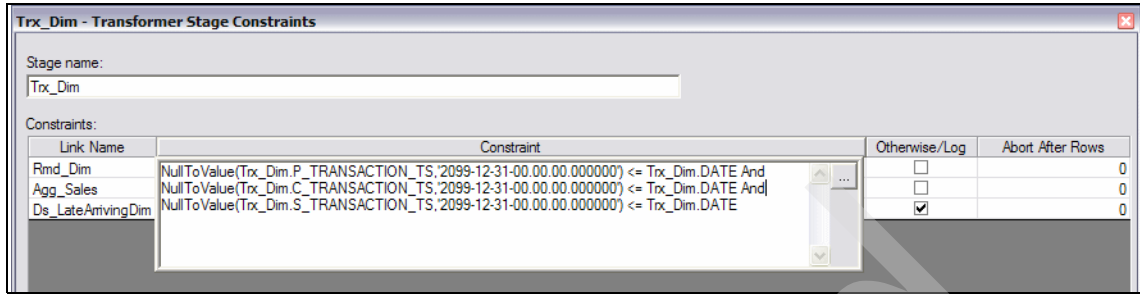 Trx_Dim - Transformer Stage Constraints
Stage name:
Trx_Dim
Constraints:
Link Name Constraint Otherwise/Log Abort After Rows
Rmd_Dim NullToValue(Trx_Dim.P_TRANSACTION_TS,'2099-12-31-00.00.00.000000') <= Trx_Dim.DATE And ... 0
Agg_Sales NullToValue(Trx_Dim.C_TRANSACTION_TS,'2099-12-31-00.00.00.000000') <= Trx_Dim.DATE And 0
Ds_LateArrivingDim NullToValue(Trx_Dim.S_TRANSACTION_TS,'2099-12-31-00.00.00.000000') <= Trx_Dim.DATE 0